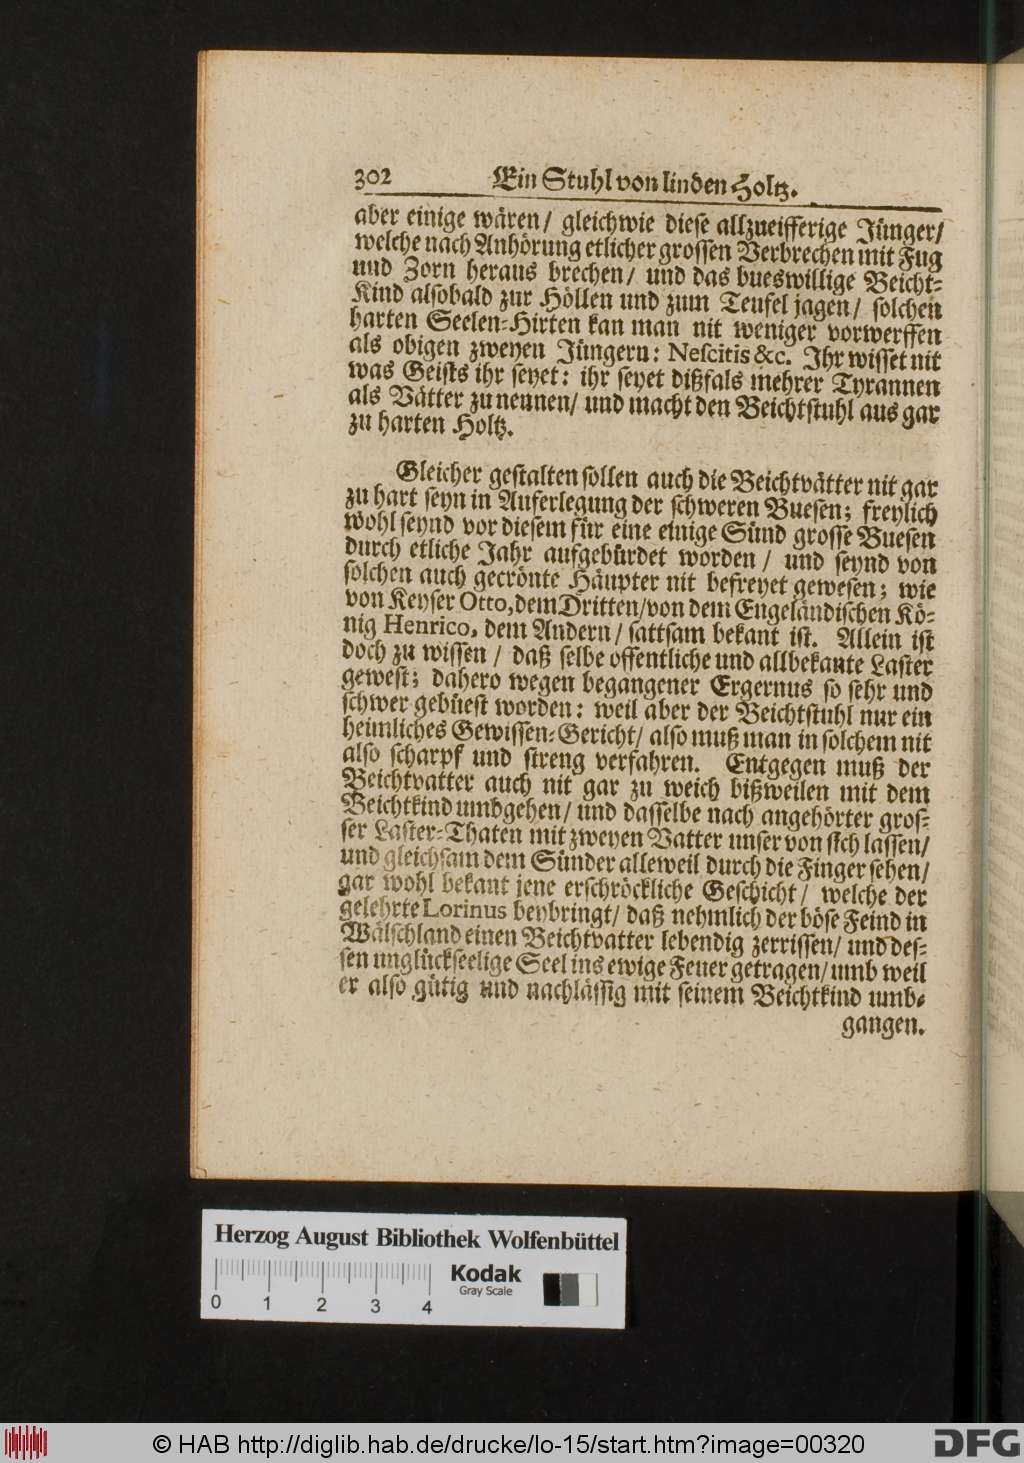 302 Ein Stuhl von linden Holtz.
aber einige wären/ gleichwie diese allzueifferige Jünger/
welche nach Anhörung etlicher grossen Verbrechen mit Fug
und Zorn heraus brechen/ und das bueswillige Beicht-
Kind alsobald zur Höllen und zum Teufel jagen/ solchen
harten Seelen-Hirten kan man nit weniger vorwerffen
als obigen zweyen Jüngern: Nescitis &c. Ihr wisset nit
was Geists ihr seyet: ihr seyet dißfals mehrer Tyrannen
als Vätter zu nennen/ und macht den Beichtstuhl aus gar
zu harten Holtz.
Gleicher gestalten sollen auch die Beichtvätter nit gar
zu hart seyn in Auferlegung der schweren Buesen; freylich
wohl seynd vor diesem für eine einige Sünd grosse Buesen
durch etliche Jahr aufgebürdet worden/ und seynd von
solchen auch gecrönte Häupter nit befreyet gewesen; wie
von Keyser Otto, dem Dritten/ von dem Engeländischen Kö-
nig Henrico, dem Andern/ sattsam bekant ist. Allein ist
doch zu wissen/ daß selbe offentliche und allbekante Laster
gewest; dahero wegen begangener Ergernus so sehr und
schwer gebüest worden: weil aber der Beichtstuhl nur ein
heimliches Gewissen-Gericht/ also muß man in solchem nit
also scharpf und streng verfahren. Entgegen muß der
Beichtvatter auch nit gar zu weich bißweilen mit dem
Beichtkind umbgehen/ und dasselbe nach angehörter gros-
ser Laster-Thaten mit zweyen Vatter unser von sich lassen/
und gleichsam dem Sünder alleweil durch die Finger sehen/
gar wohl bekant jene erschröckliche Geschicht/ welche der
gelehrte Lorinus beybringt/ daß nehmlich der böse Feind in
Wälschland einen Beichtvatter lebendig zerrissen/ und des-
sen unglückseelige Seel ins ewige Feuer getragen/ umb weil
er also gütig und nachlässig mit seinem Beichtkind umb-
gangen.
Herzog August Bibliothek Wolfenbüttel
Kodak
Gray Scale
0 1 2 3 4
© HAB http://diglib.hab.de/drucke/lo-15/start.htm?image=00320
DFG